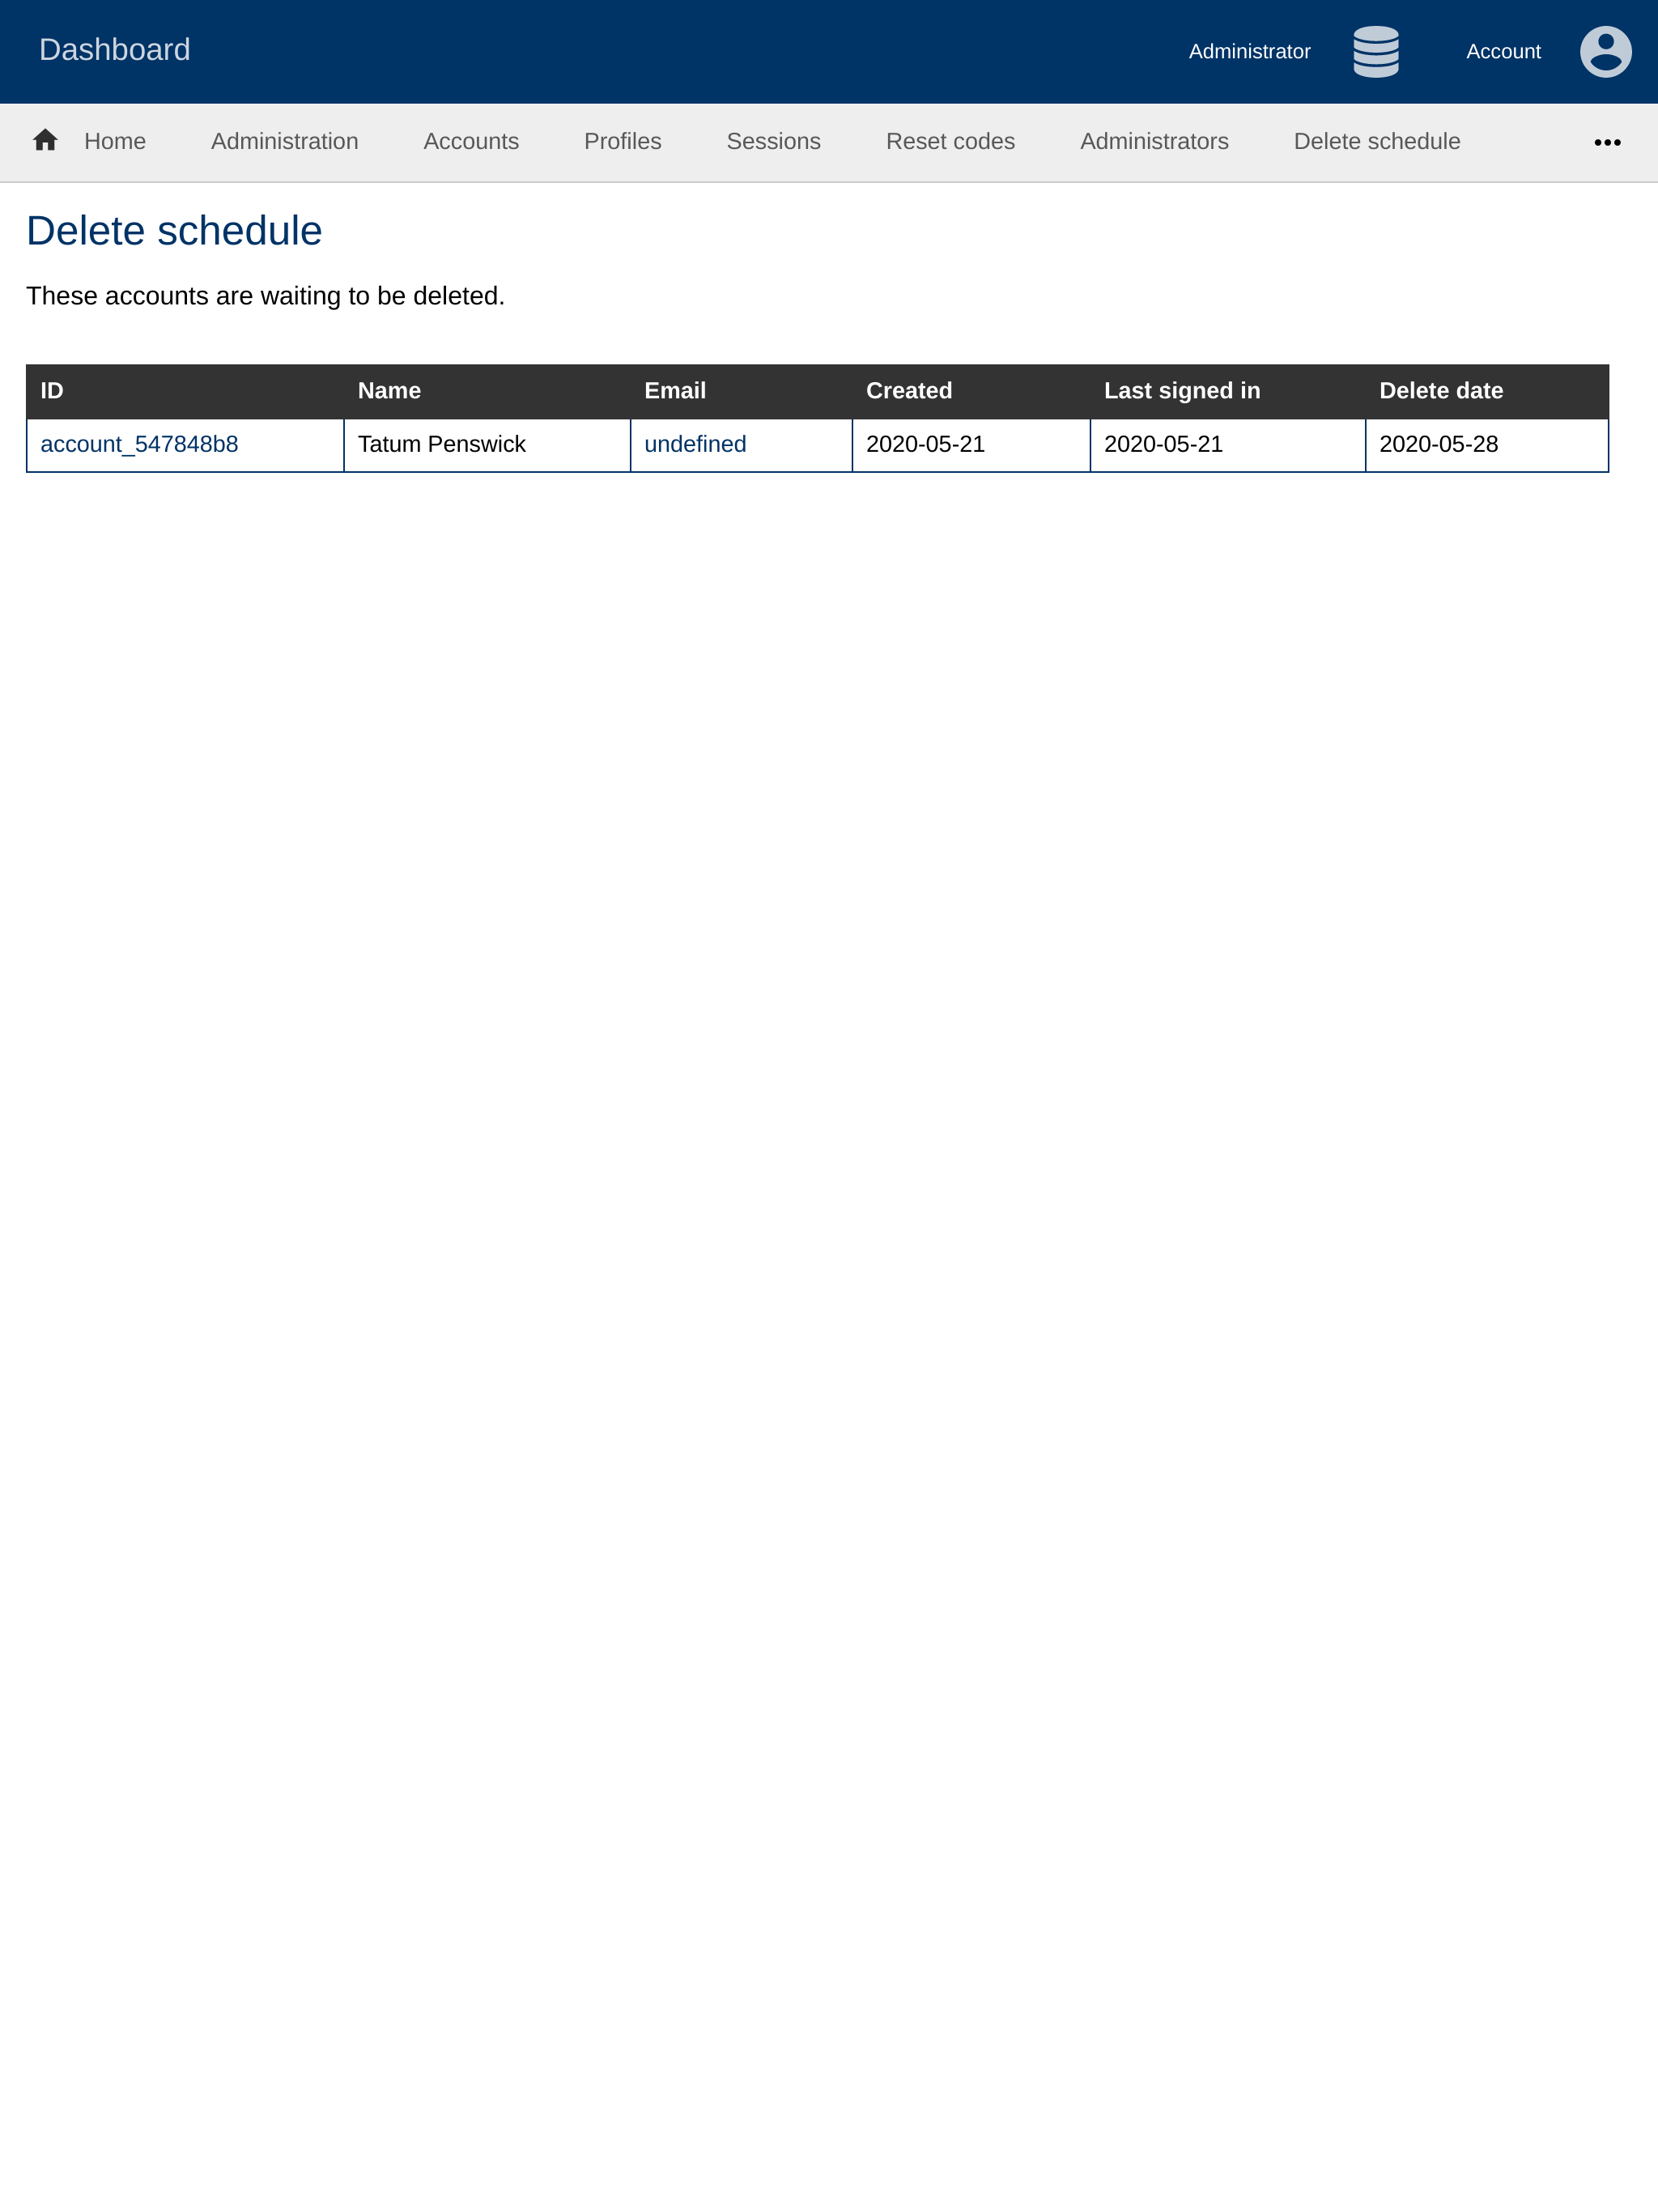 Dashboard
Administrator
Account
Home Administration Accounts Profiles Sessions Reset codes Administrators Delete schedule
Delete schedule
These accounts are waiting to be deleted.
ID Name Email Created Last signed in Delete date
account_547848b8 Tatum Penswick undefined 2020-05-21 2020-05-21 2020-05-28